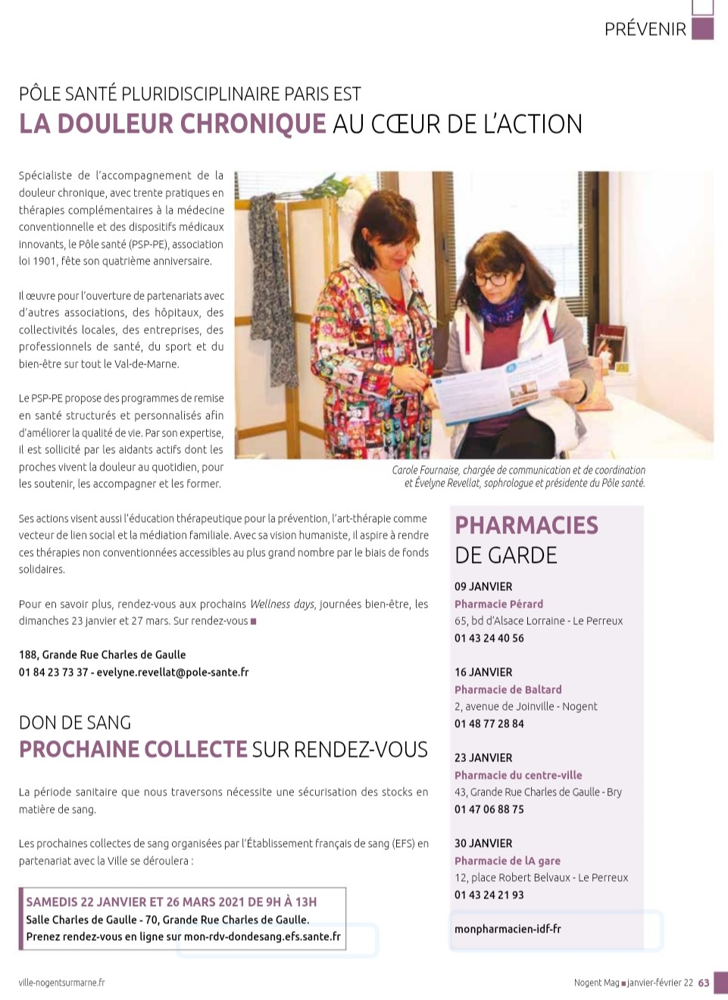 PRÉVENIR
PÔLE SANTÉ PLURIDISCIPLINAIRE PARIS EST
LA DOULEUR CHRONIQUE AU CŒUR DE L'ACTION
Spécialiste de l'accompagnement de la
douleur chronique, avec trente pratiques en
thérapies complémentaires à la médecine
conventionnelle et des dispositifs médicaux
innovants, le Pôle santé (PSP-PE), association
loi 1901, fête son quatrième anniversaire.
Il œuvre pour l'ouverture de partenariats avec
d'autres associations, des hôpitaux, des
collectivités locales, des entreprises, des
professionnels de santé, du sport et du
bien-être sur tout le Val-de-Marne.
Le PSP-PE propose des programmes de remise
en santé structurés et personnalisés afin
d'améliorer la qualité de vie. Par son expertise,
il est sollicité par les aidants actifs dont les
proches vivent la douleur au quotidien, pour
les soutenir, les accompagner et les former.
Carole Fournaise, chargée de communication et de coordination
et Évelyne Revellat, sophrologue et présidente du Pôle santé.
Ses actions visent aussi l'éducation thérapeutique pour la prévention, l'art-thérapie comme
vecteur de lien social et la médiation familiale. Avec sa vision humaniste, il aspire à rendre
ces thérapies non conventionnées accessibles au plus grand nombre par le biais de fonds
solidaires.
Pour en savoir plus, rendez-vous aux prochains Wellness days, journées bien-être, les
dimanches 23 janvier et 27 mars. Sur rendez-vous ■
188, Grande Rue Charles de Gaulle
01 84 23 73 37 - evelyne.revellat@pole-sante.fr
DON DE SANG
PROCHAINE COLLECTE SUR RENDEZ-VOUS
La période sanitaire que nous traversons nécessite une sécurisation des stocks en
matière de sang.
Les prochaines collectes de sang organisées par l'Établissement français de sang (EFS) en
partenariat avec la Ville se déroulera :
SAMEDIS 22 JANVIER ET 26 MARS 2021 DE 9H À 13H
Salle Charles de Gaulle - 70, Grande Rue Charles de Gaulle.
Prenez rendez-vous en ligne sur mon-rdv-dondesang.efs.sante.fr
PHARMACIES
DE GARDE
09 JANVIER
Pharmacie Pérard
65, bd d'Alsace Lorraine - Le Perreux
01 43 24 40 56
16 JANVIER
Pharmacie de Baltard
2, avenue de Joinville - Nogent
01 48 77 28 84
23 JANVIER
Pharmacie du centre-ville
43, Grande Rue Charles de Gaulle - Bry
01 47 06 88 75
30 JANVIER
Pharmacie de lA gare
12, place Robert Belvaux - Le Perreux
01 43 24 21 93
monpharmacien-idf-fr
ville-nogentsurmarne.fr
Nogent Mag ■ janvier-février 22 63